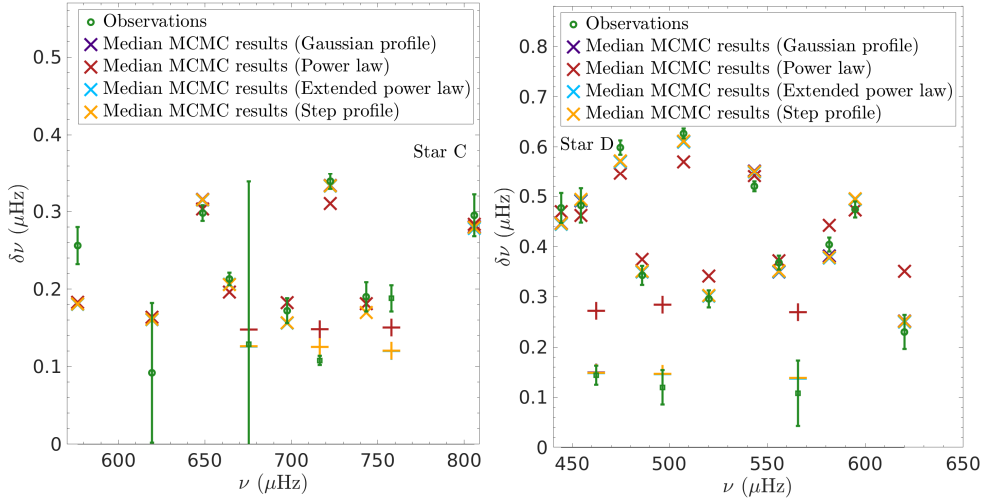 0.5
0.4
0.3
0.2
0.1
0
δν (μHz)
Observations
Median MCMC results (Gaussian profile)
Median MCMC results (Power law)
Median MCMC results (Extended power law)
Median MCMC results (Step profile)
Star C
600 650 700 750 800
ν (μHz)
0.8
0.7
0.6
0.5
0.4
0.3
0.2
0.1
0
δν (μHz)
Observations
Median MCMC results (Gaussian profile)
Median MCMC results (Power law)
Median MCMC results (Extended power law)
Median MCMC results (Step profile)
Star D
450 500 550 600 650
ν (μHz)